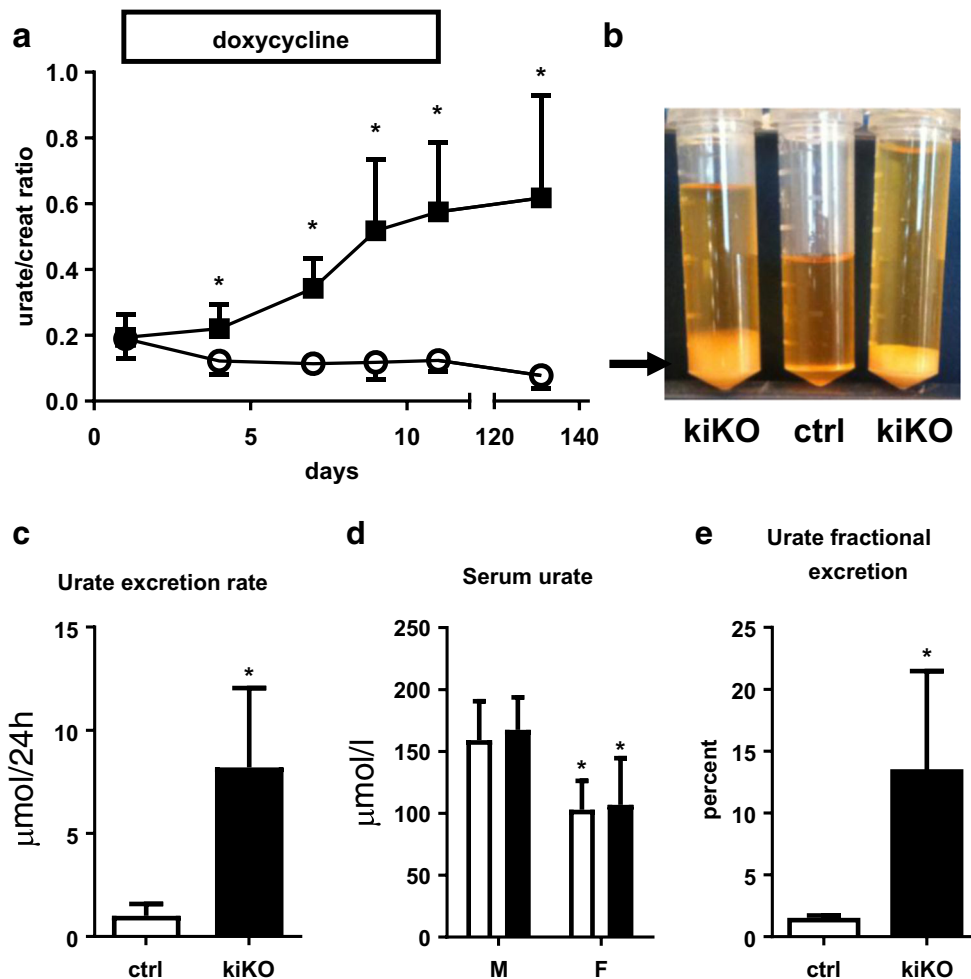 a
doxycycline
b
urate/creat ratio
1.0
0.8
0.6
0.4
0.2
0.0
* * * * *
0 5 10 120 140
days
kiKO ctrl kiKO
c
Urate excretion rate
μmol/24h
15
10
5
0
*
ctrl kiKO
d
Serum urate
μmol/l
250
200
150
100
50
0
* *
M F
e
Urate fractional
excretion
percent
25
20
15
10
5
0
*
ctrl kiKO